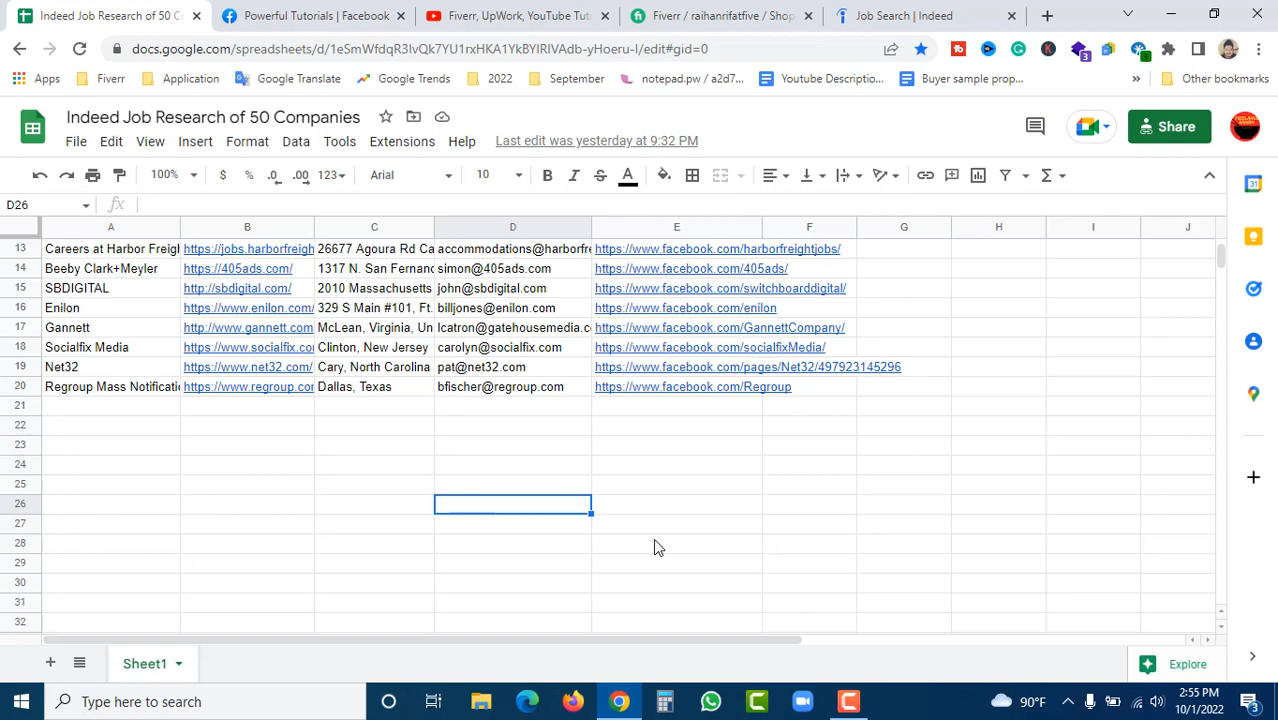 Indeed Job Research of 50 C
Powerful Tutorials | Facebook
Fiverr, UpWork, YouTube Tuto
Fiverr / raihanrifatfive / Shop
Job Search | Indeed
docs.google.com/spreadsheets/d/1eSmWfdqR3lvQk7YU1rxHKA1YkBYIRIVAdb-yHoeru-I/edit#gid=0
Apps
Fiverr
Application
Google Translate
Google Trends
2022
September
notepad.pw / a2d7...
Youtube Description...
Buyer sample prop...
Other bookmarks
Indeed Job Research of 50 Companies
Share
File Edit View Insert Format Data Tools Extensions Help Last edit was yesterday at 9:32 PM
100% $ % .0 .00 123 Arial 10 B I S A
D26 fx
A B C D E F G H I J
13 Careers at Harbor Freigh https://jobs.harborfreigh 26677 Agoura Rd Ca accommodations@harborfre https://www.facebook.com/harborfreightjobs/
14 Beeby Clark+Meyler https://405ads.com/ 1317 N. San Fernanc simon@405ads.com https://www.facebook.com/405ads/
15 SBDIGITAL http://sbdigital.com/ 2010 Massachusetts john@sbdigital.com https://www.facebook.com/switchboarddigital/
16 Enilon https://www.enilon.com/ 329 S Main #101, Ft. billjones@enilon.com https://www.facebook.com/enilon
17 Gannett http://www.gannett.com McLean, Virginia, Un lcatron@gatehousemedia.c https://www.facebook.com/GannettCompany/
18 Socialfix Media https://www.socialfix.co Clinton, New Jersey carolyn@socialfix.com https://www.facebook.com/socialfixMedia/
19 Net32 https://www.net32.com/ Cary, North Carolina pat@net32.com https://www.facebook.com/pages/Net32/497923145296
20 Regroup Mass Notificatio https://www.regroup.cor Dallas, Texas bfischer@regroup.com https://www.facebook.com/Regroup
21
22
23
24
25
26
27
28
29
30
31
32
Sheet1
Explore
Type here to search
90°F
2:55 PM
10/1/2022
3